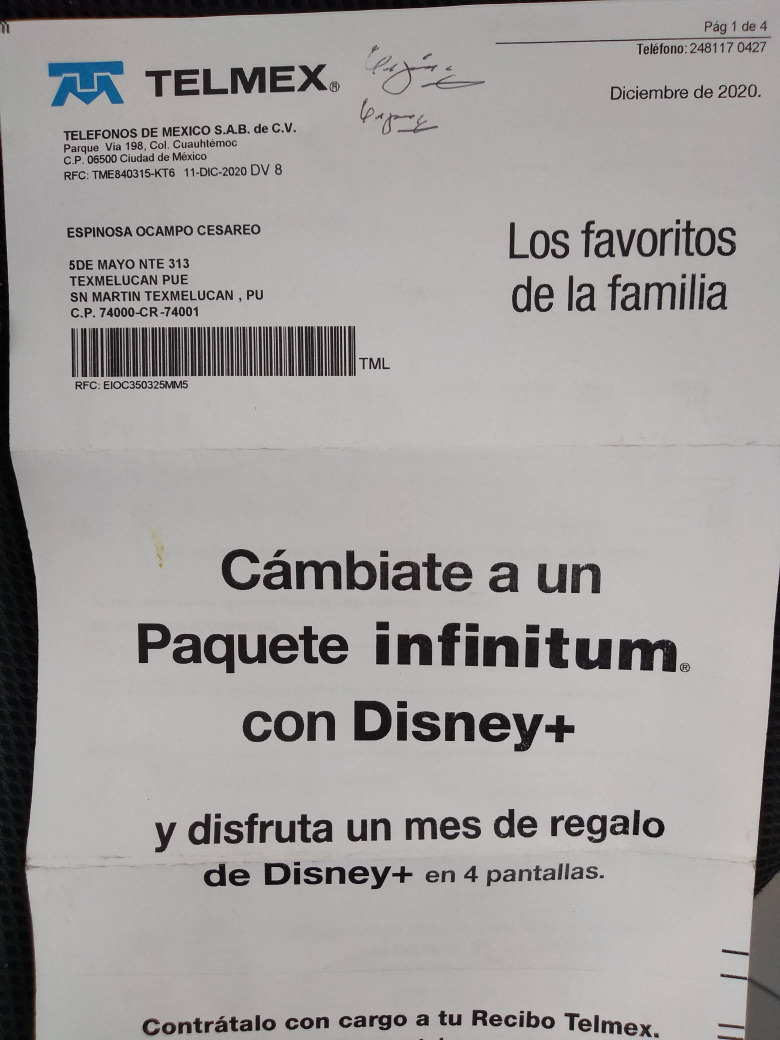 Pág 1 de 4
Teléfono: 248117 0427
TELMEX®
Diciembre de 2020.
TELEFONOS DE MEXICO S.A.B. de C.V.
Parque Via 198, Col. Cuauhtémoc
C.P. 06500 Ciudad de México
RFC: TME840315-KT6 11-DIC-2020 DV 8
ESPINOSA OCAMPO CESAREO
5DE MAYO NTE 313
TEXMELUCAN PUE
SN MARTIN TEXMELUCAN , PU
C.P. 74000-CR-74001
TML
RFC: EIOC350325MM5
Los favoritos
de la familia
Cámbiate a un
Paquete infinitum®
con Disney+
y disfruta un mes de regalo
de Disney+ en 4 pantallas.
Contrátalo con cargo a tu Recibo Telmex.